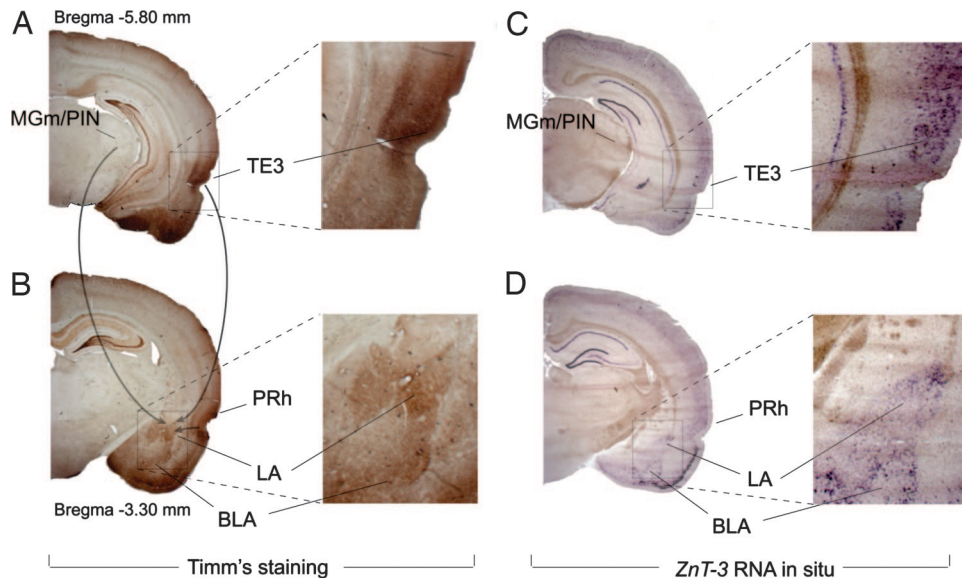 A
Bregma -5.80 mm
MGm/PIN
TE3
C
MGm/PIN
TE3
B
PRh
LA
BLA
Bregma -3.30 mm
D
PRh
LA
BLA
Timm's staining
ZnT-3 RNA in situ